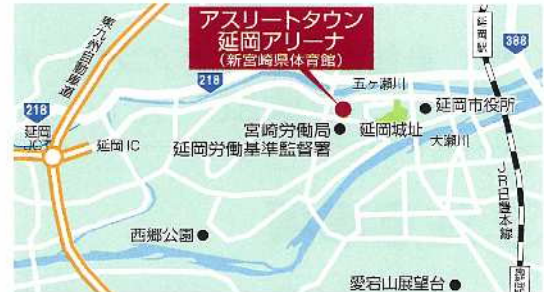 アスリートタウン
延岡アリーナ
(新宮崎県体育館)
東九州自動車道
延岡駅
388
218
218
五ヶ瀬川
延岡市役所
延岡
JCT
延岡IC
宮崎労働局
延岡労働基準監督署
延岡城址
大瀬川
JR日豊本線
西郷公園
愛宕山展望台